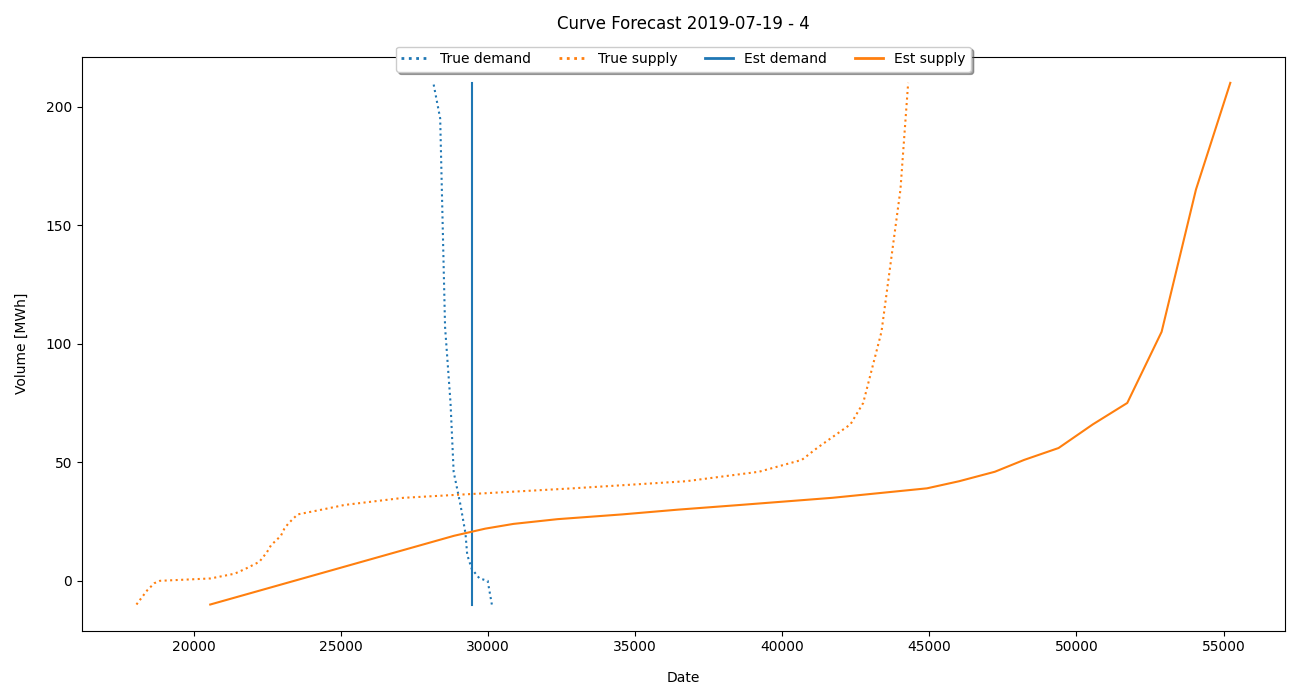 Curve Forecast 2019-07-19 - 4
True demand True supply Est demand Est supply
200
150
100
50
0
Volume [MWh]
20000 25000 30000 35000 40000 45000 50000 55000
Date